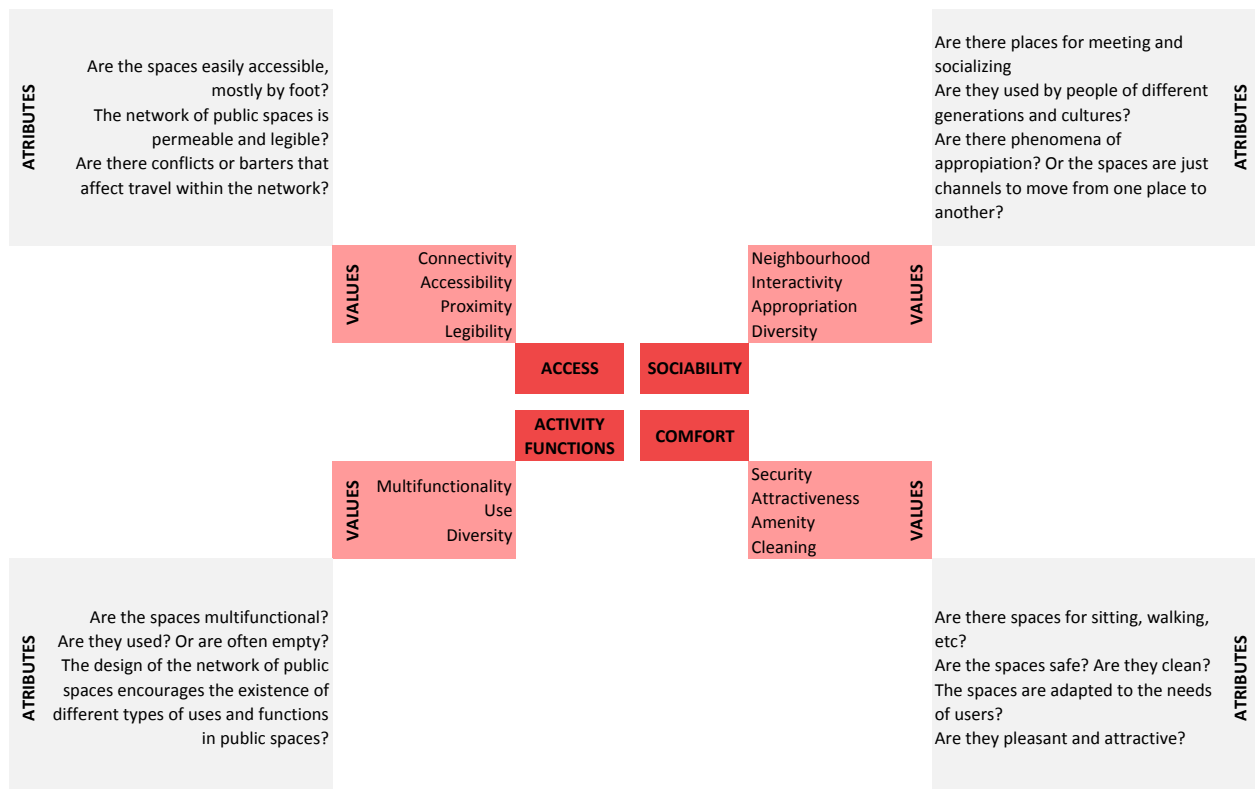 ATRIBUTES
Are the spaces easily accessible,
mostly by foot?
The network of public spaces is
permeable and legible?
Are there conflicts or barters that
affect travel within the network?
Are there places for meeting and
socializing
Are they used by people of different
generations and cultures?
Are there phenomena of
appropiation? Or the spaces are just
channels to move from one place to
another?
ATRIBUTES
VALUES
Connectivity
Accessibility
Proximity
Legibility
Neighbourhood
Interactivity
Appropriation
Diversity
VALUES
ACCESS
SOCIABILITY
ACTIVITY
FUNCTIONS
COMFORT
VALUES
Multifunctionality
Use
Diversity
Security
Attractiveness
Amenity
Cleaning
VALUES
ATRIBUTES
Are the spaces multifunctional?
Are they used? Or are often empty?
The design of the network of public
spaces encourages the existence of
different types of uses and functions
in public spaces?
Are there spaces for sitting, walking,
etc?
Are the spaces safe? Are they clean?
The spaces are adapted to the needs
of users?
Are they pleasant and attractive?
ATRIBUTES